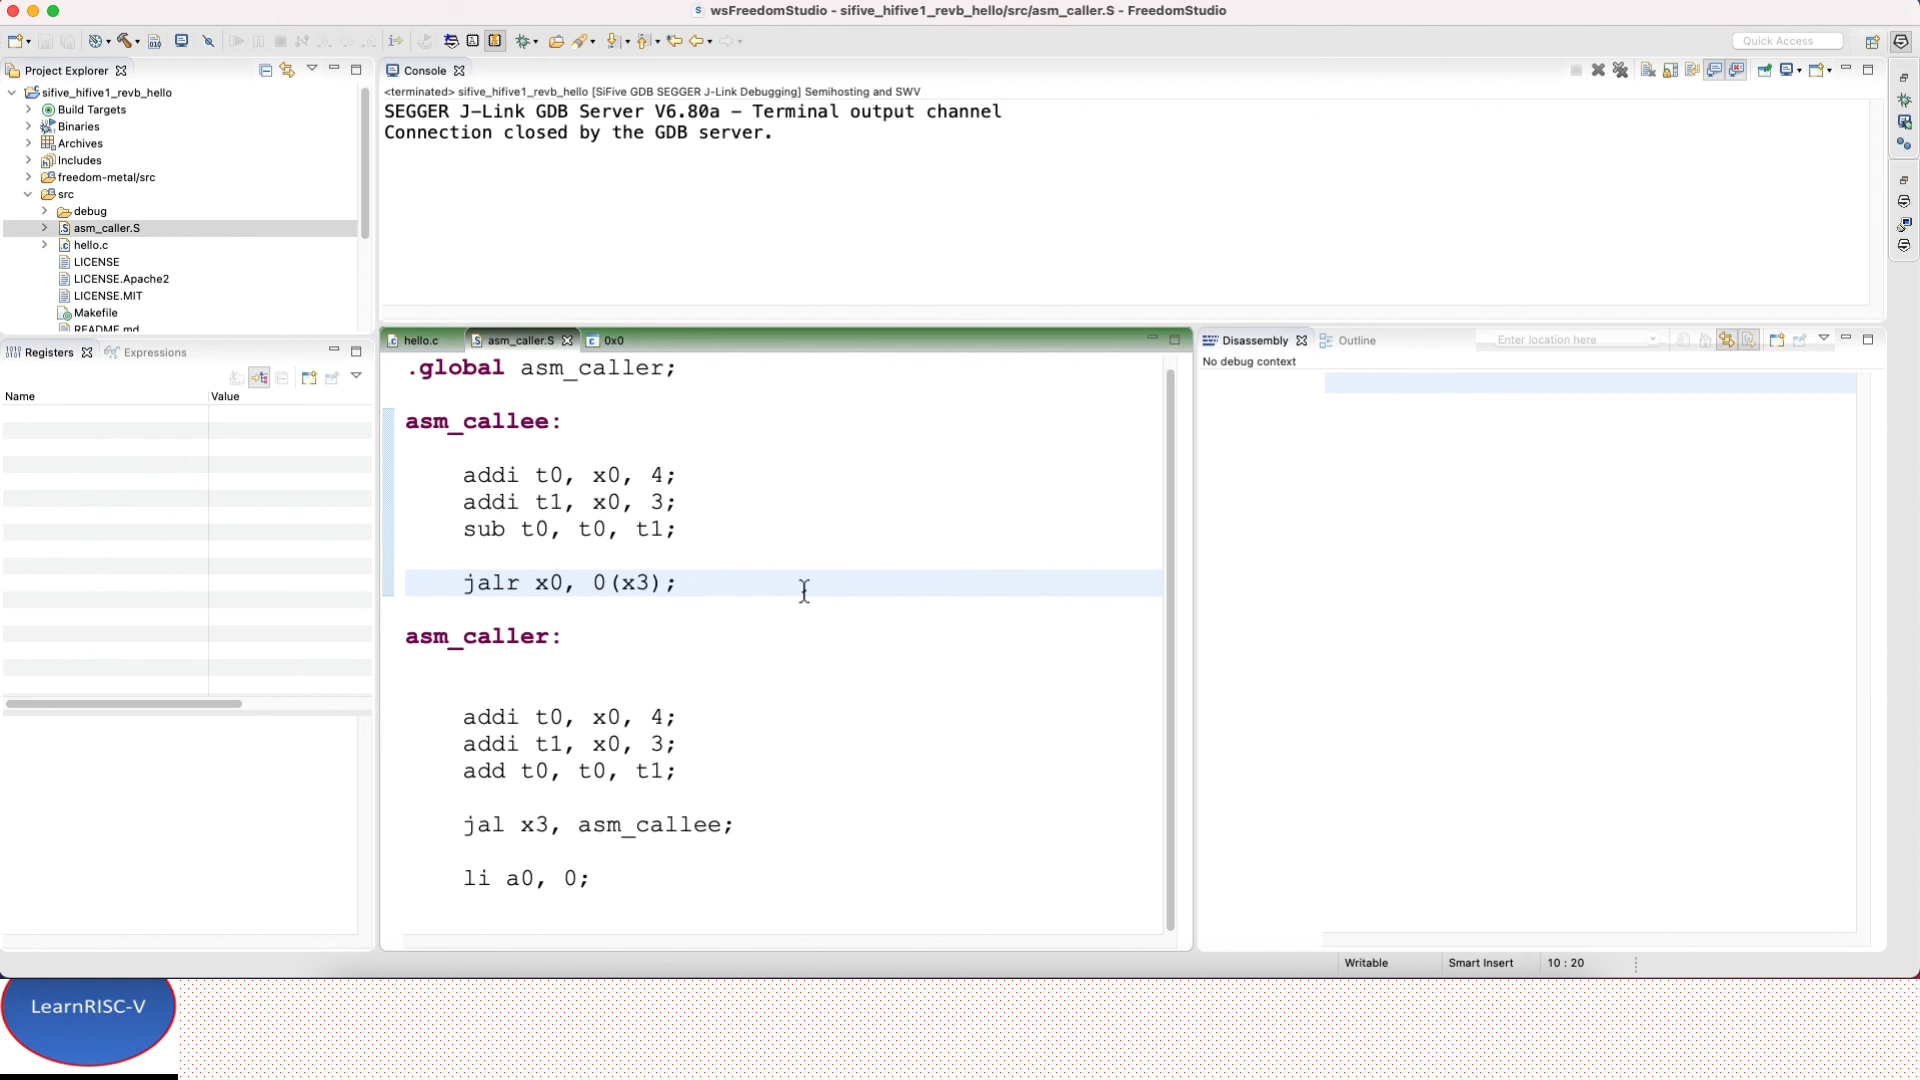 wsFreedomStudio - sifive_hifive1_revb_hello/src/asm_caller.S - FreedomStudio
Quick Access
Project Explorer
sifive_hifive1_revb_hello
Build Targets
Binaries
Archives
Includes
freedom-metal/src
src
debug
asm_caller.S
hello.c
LICENSE
LICENSE.Apache2
LICENSE.MIT
Makefile
README.md
Console
<terminated> sifive_hifive1_revb_hello [SiFive GDB SEGGER J-Link Debugging] Semihosting and SWV
SEGGER J-Link GDB Server V6.80a - Terminal output channel
Connection closed by the GDB server.
Registers
Expressions
Name Value
hello.c
asm_caller.S
0x0
.global asm_caller;
asm_callee:
addi t0, x0, 4;
addi t1, x0, 3;
sub t0, t0, t1;
jalr x0, 0(x3);
asm_caller:
addi t0, x0, 4;
addi t1, x0, 3;
add t0, t0, t1;
jal x3, asm_callee;
li a0, 0;
Disassembly
Outline
Enter location here
No debug context
Writable
Smart Insert
10 : 20
LearnRISC-V